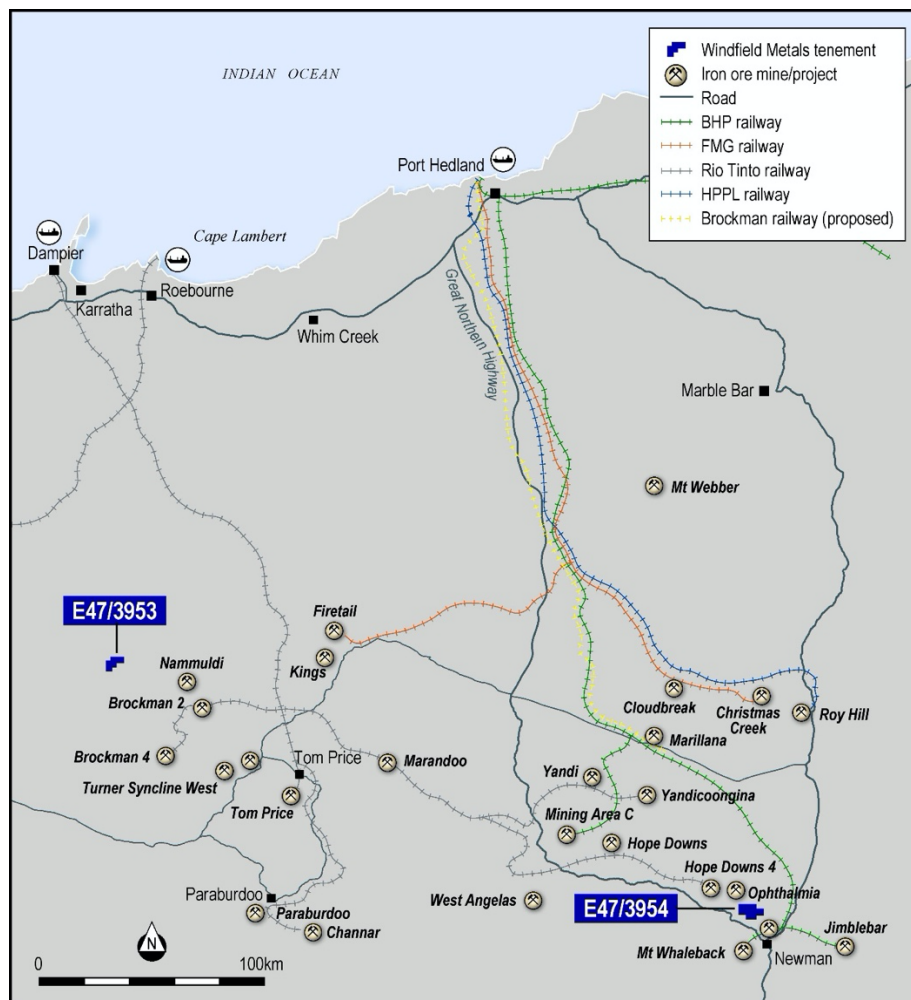 INDIAN OCEAN
Windfield Metals tenement
Iron ore mine/project
Road
BHP railway
FMG railway
Rio Tinto railway
HPPL railway
Brockman railway (proposed)
Port Hedland
Cape Lambert
Dampier
Karratha
Roebourne
Whim Creek
Great Northern Highway
Marble Bar
Mt Webber
E47/3953
Firetail
Nammuldi
Kings
Brockman 2
Cloudbreak
Christmas
Creek
Roy Hill
Marillana
Brockman 4
Tom Price
Marandoo
Turner Syncline West
Yandi
Yandicoongina
Tom Price
Mining Area C
Hope Downs
Hope Downs 4
Paraburdoo
West Angelas
Ophthalmia
E47/3954
Paraburdoo
Channar
Jimblebar
Mt Whaleback
Newman
N
0
100km